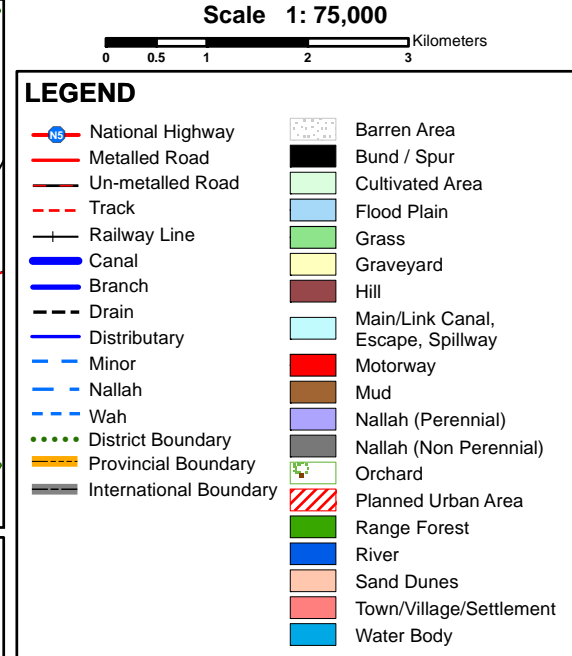 Scale 1: 75,000
Kilometers
0 0.5 1 2 3
LEGEND
N5 National Highway
Metalled Road
Un-metalled Road
Track
Railway Line
Canal
Branch
Drain
Distributary
Minor
Nallah
Wah
District Boundary
Provincial Boundary
International Boundary
Barren Area
Bund / Spur
Cultivated Area
Flood Plain
Grass
Graveyard
Hill
Main/Link Canal,
Escape, Spillway
Motorway
Mud
Nallah (Perennial)
Nallah (Non Perennial)
Orchard
Planned Urban Area
Range Forest
River
Sand Dunes
Town/Village/Settlement
Water Body